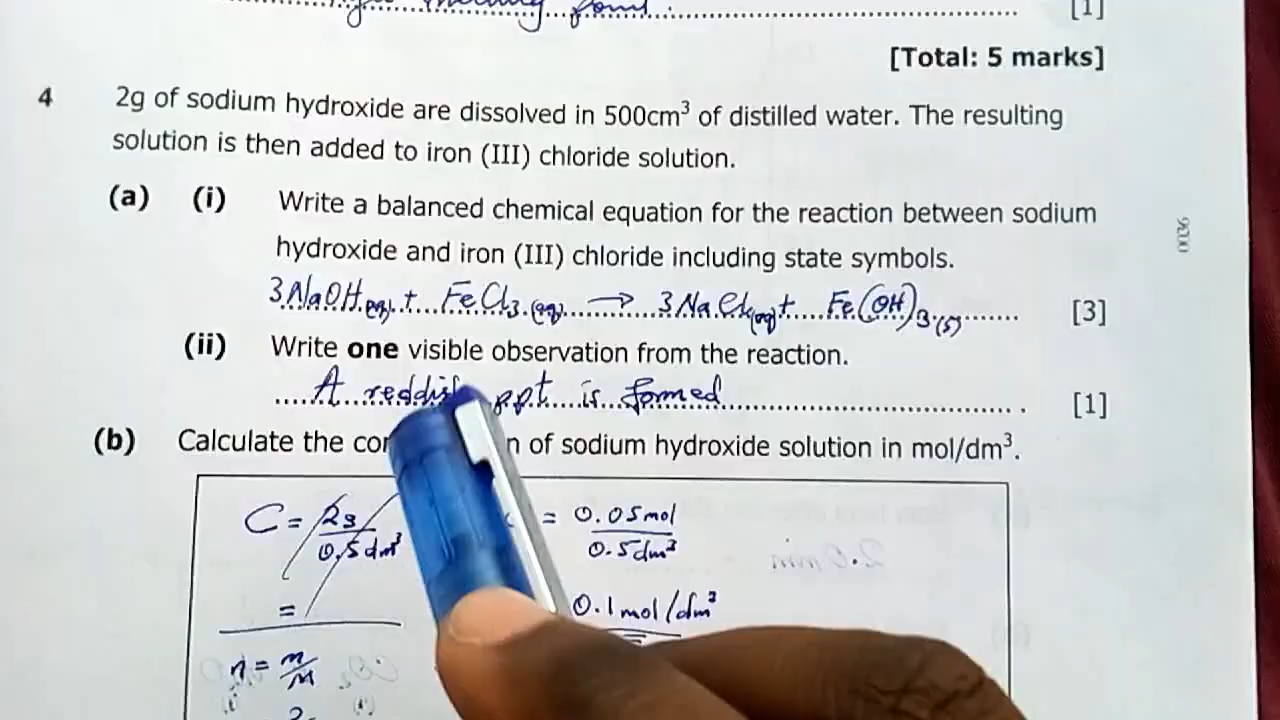 [1]
[Total: 5 marks]
4 2g of sodium hydroxide are dissolved in 500cm³ of distilled water. The resulting
solution is then added to iron (III) chloride solution.
(a) (i) Write a balanced chemical equation for the reaction between sodium
hydroxide and iron (III) chloride including state symbols.
3NaOH(aq) + FeCl3(aq) → 3NaCl(aq) + Fe(OH)3(s) [3]
(ii) Write one visible observation from the reaction.
A reddish ppt is formed [1]
(b) Calculate the con n of sodium hydroxide solution in mol/dm³.
C = 2g/0.5dm³ = 0.05mol/0.5dm³
= 0.1mol/dm³
n = m/M
2
9600